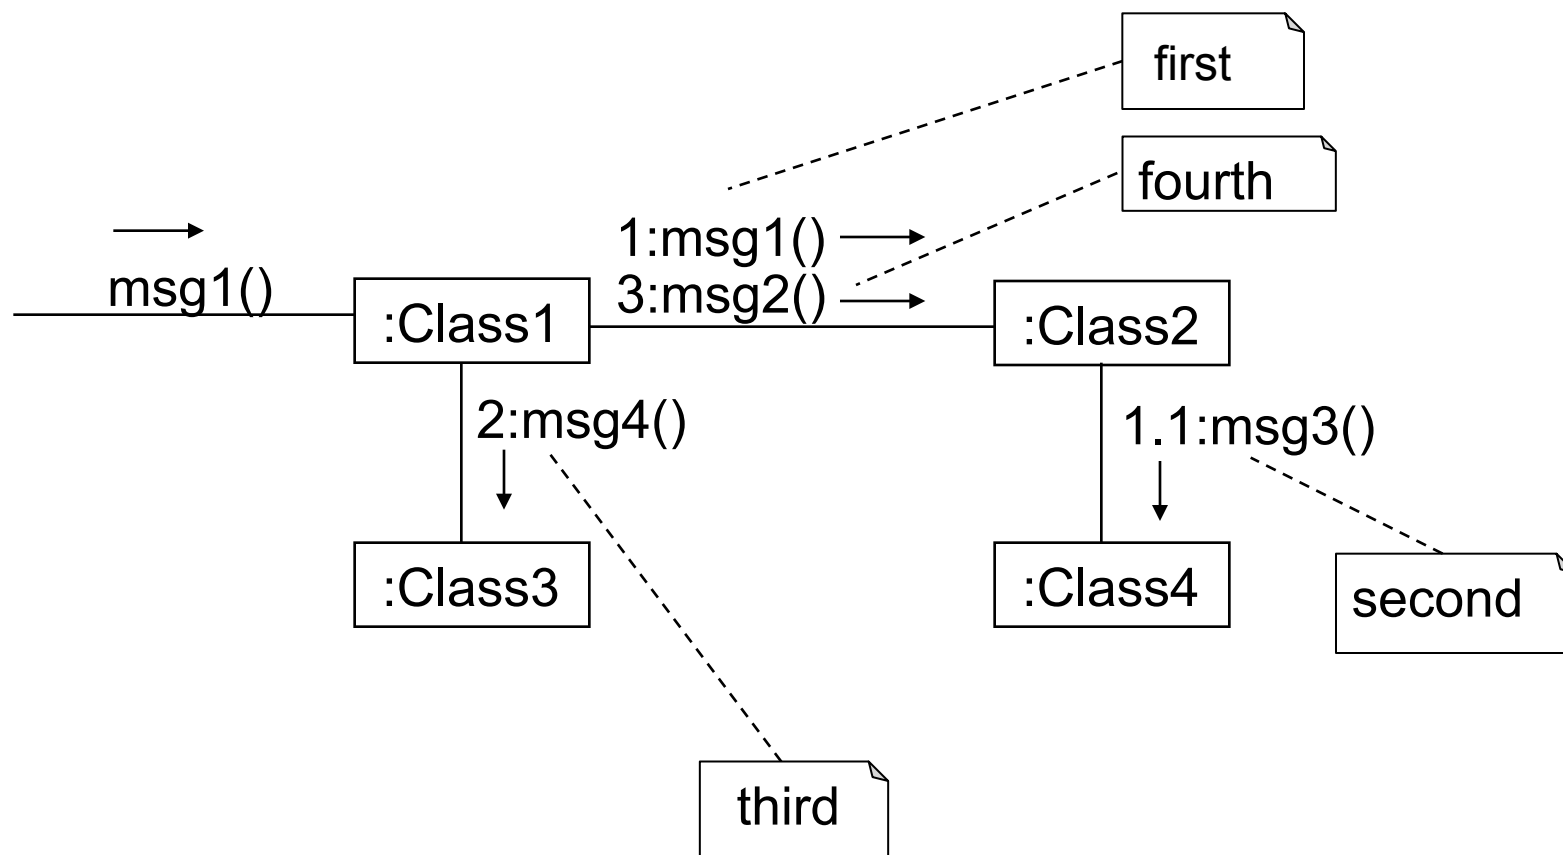 first
fourth
1:msg1()
msg1()
3:msg2()
:Class1
:Class2
2:msg4()
1.1:msg3()
:Class3
:Class4
second
third